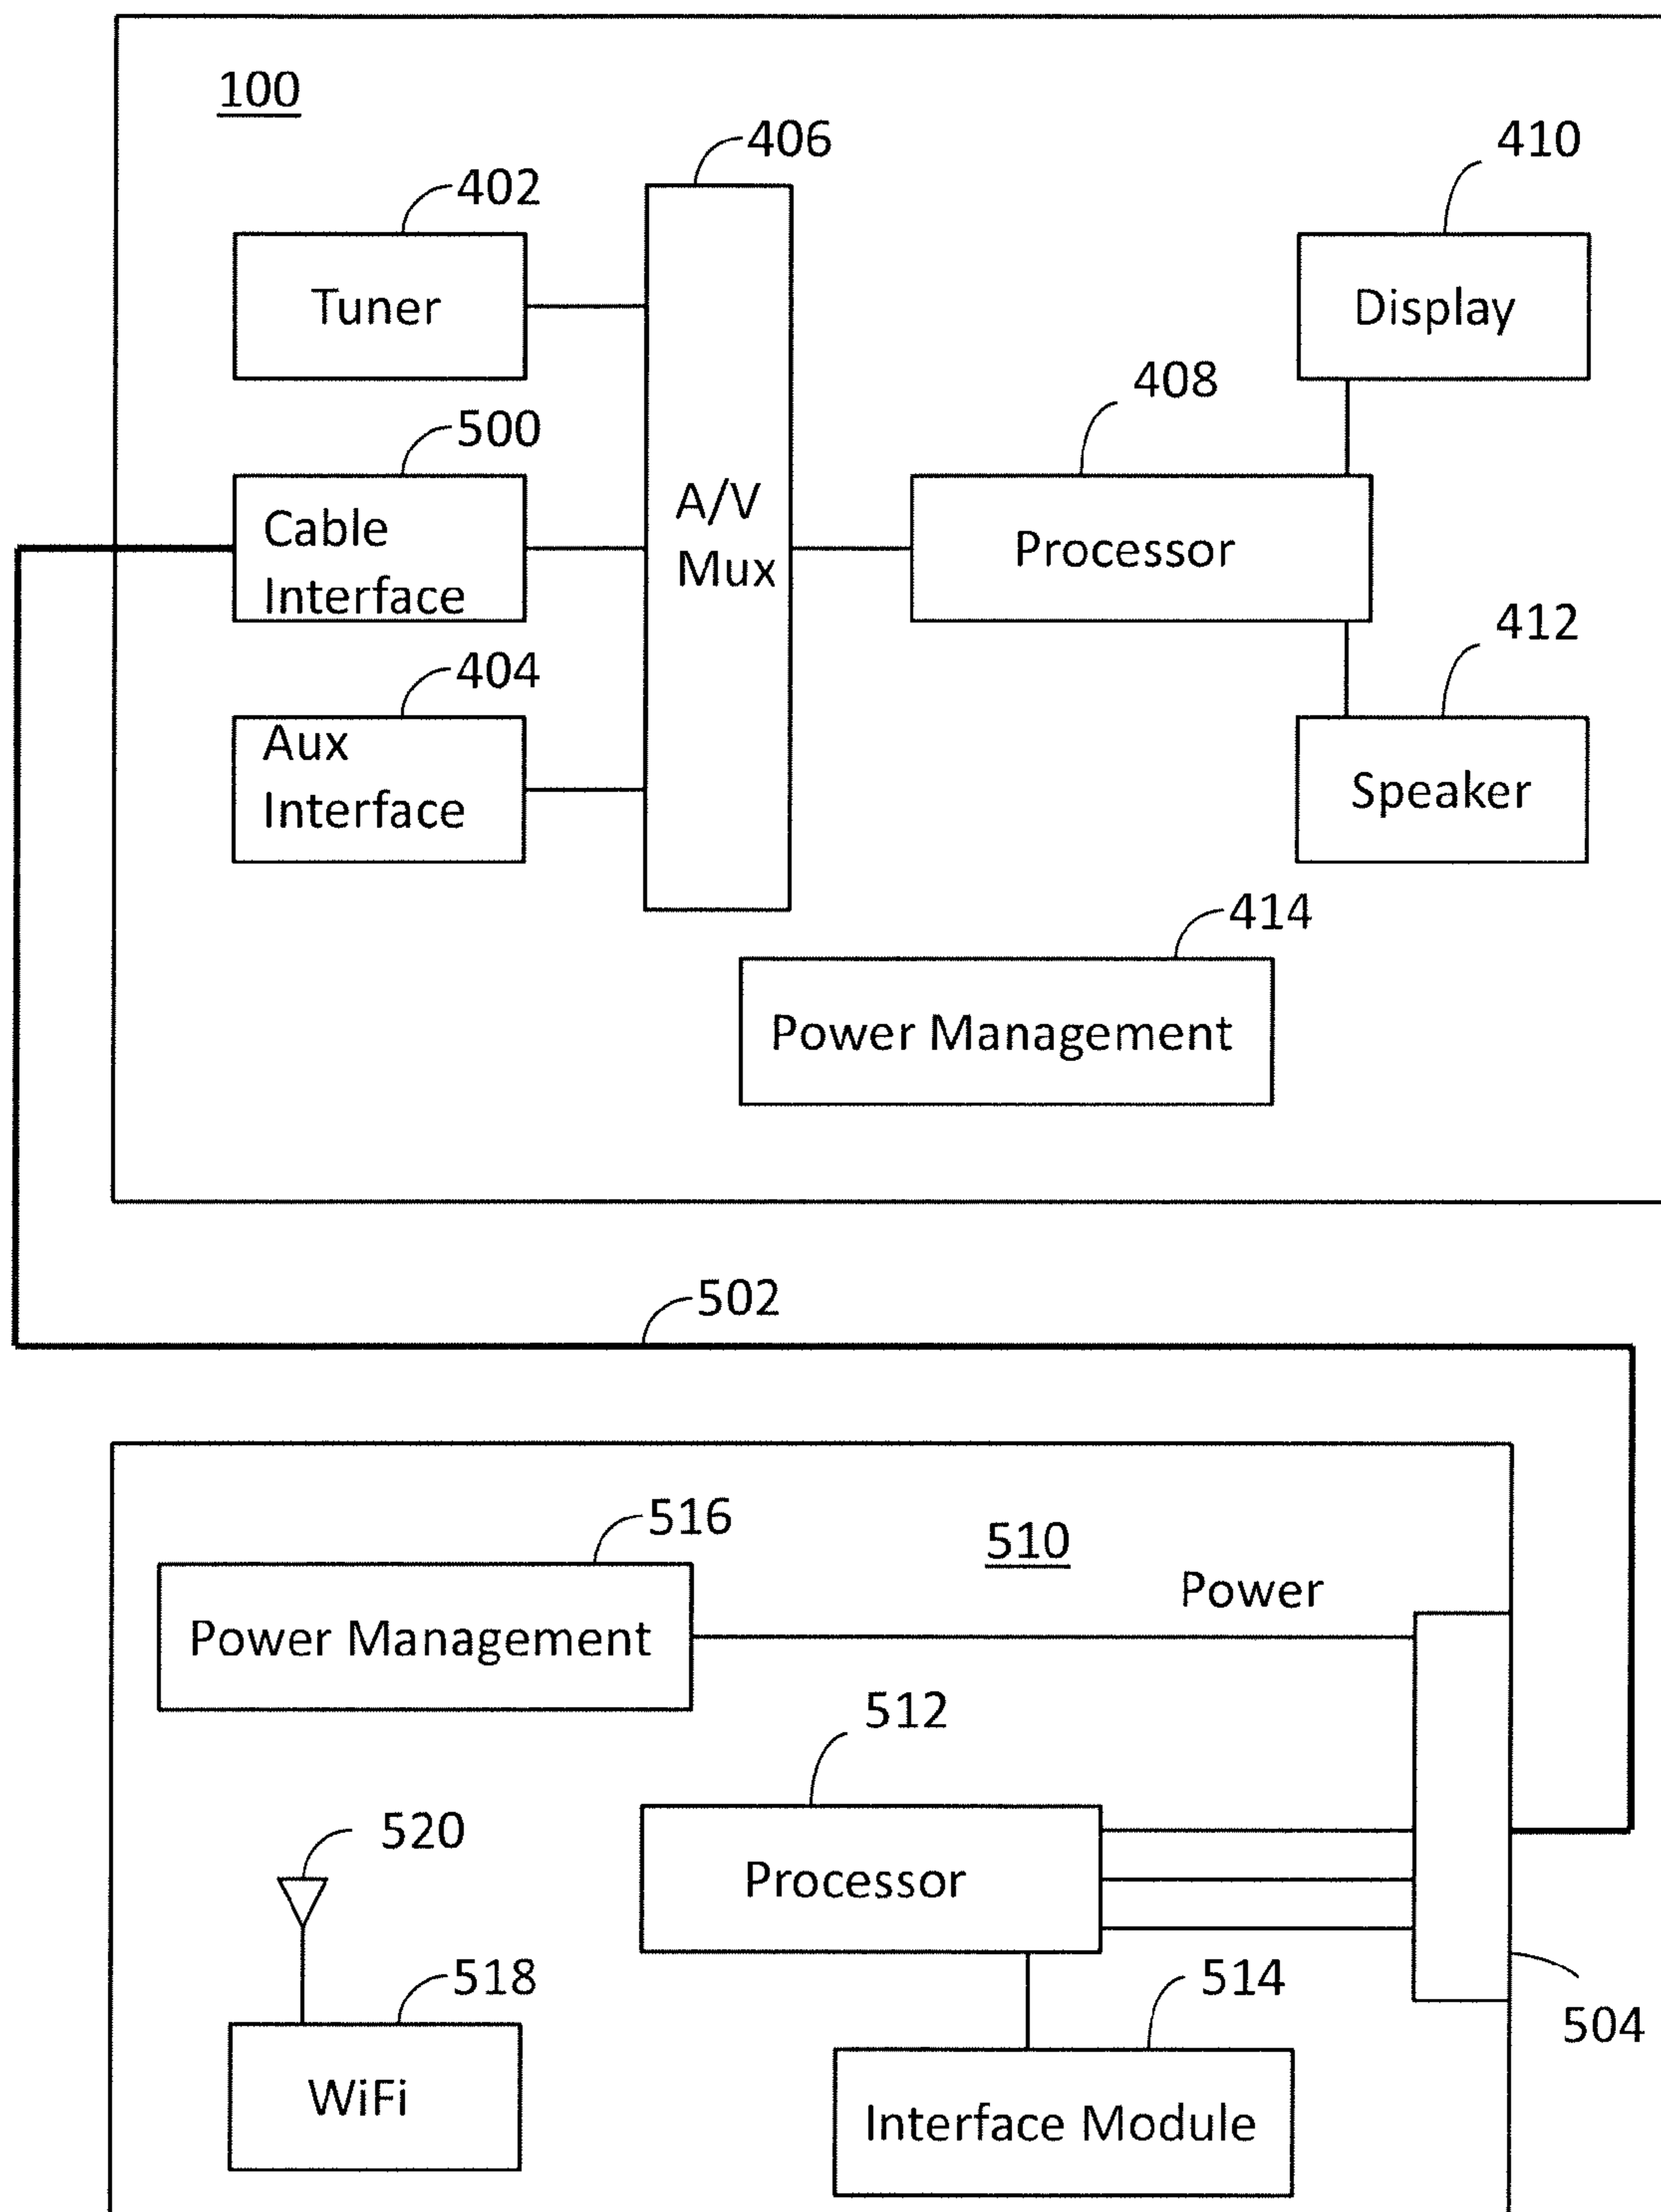 100
406
410
402
Tuner
Display
408
500
A/V
Mux
Cable
Interface
Processor
412
404
Aux
Interface
Speaker
414
Power Management
502
516
510
Power
Power Management
512
520
Processor
518
514
504
WiFi
Interface Module